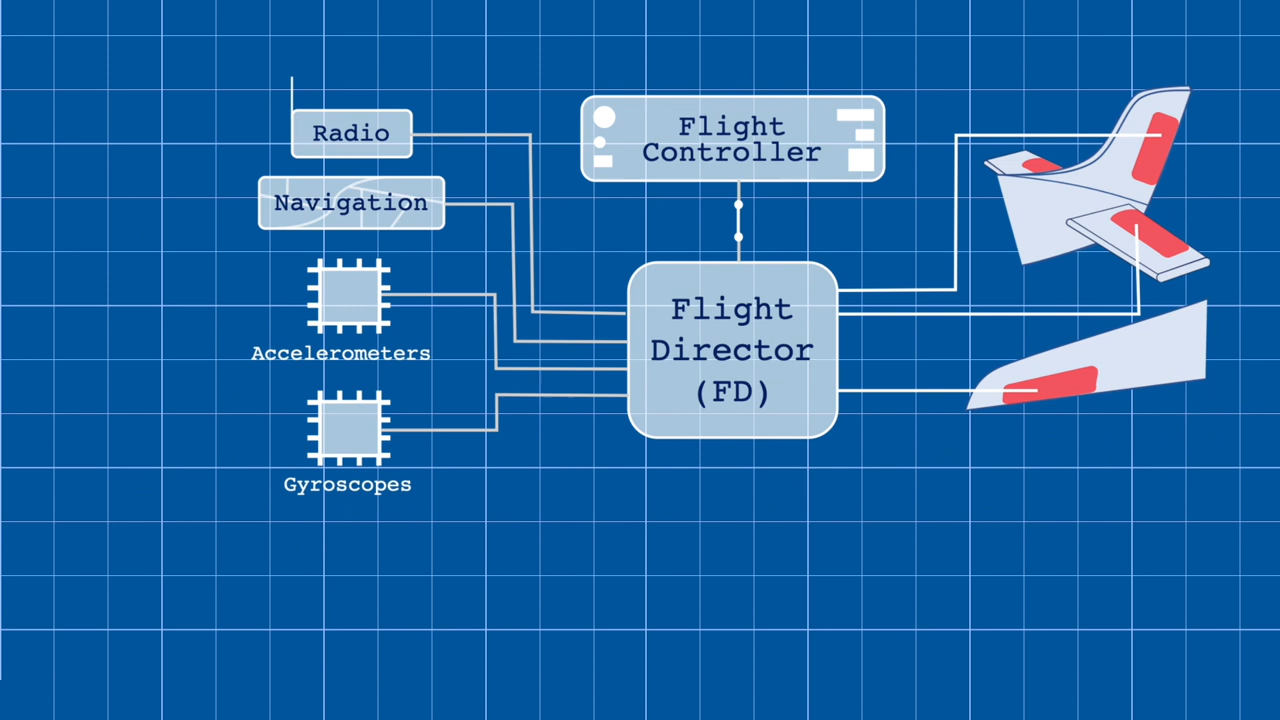 Radio
Navigation
Accelerometers
Gyroscopes
Flight
Controller
Flight
Director
(FD)